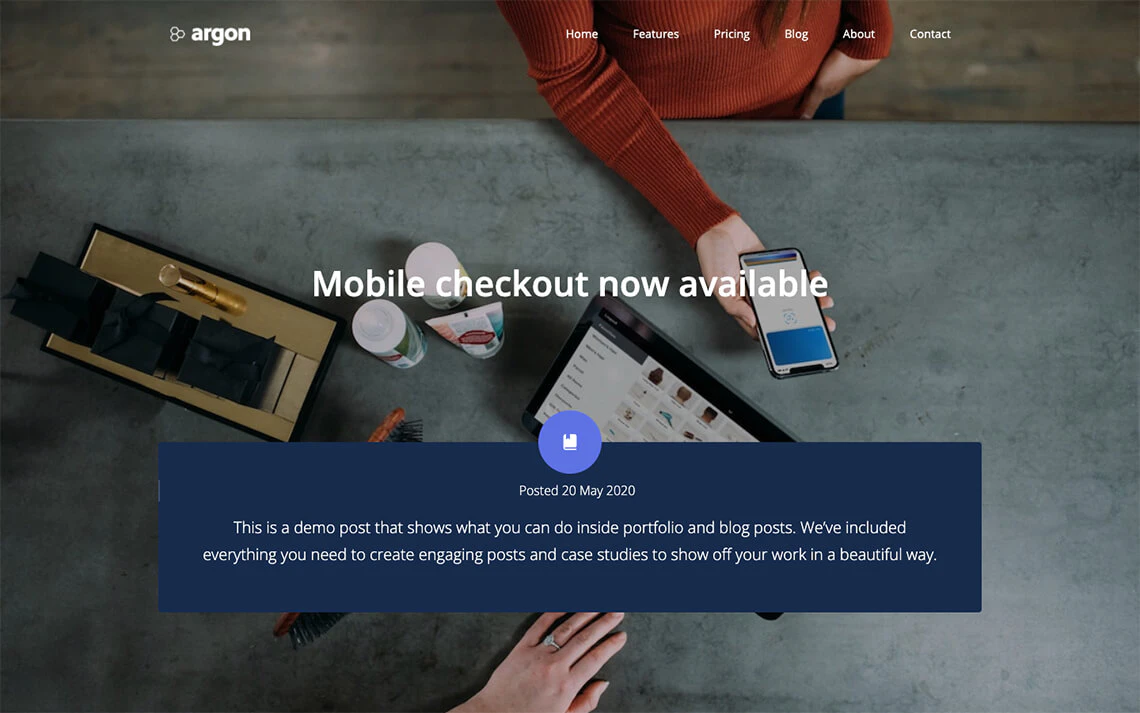 argon
Home Features Pricing Blog About Contact
Mobile checkout now available
Posted 20 May 2020
This is a demo post that shows what you can do inside portfolio and blog posts. We’ve included
everything you need to create engaging posts and case studies to show off your work in a beautiful way.